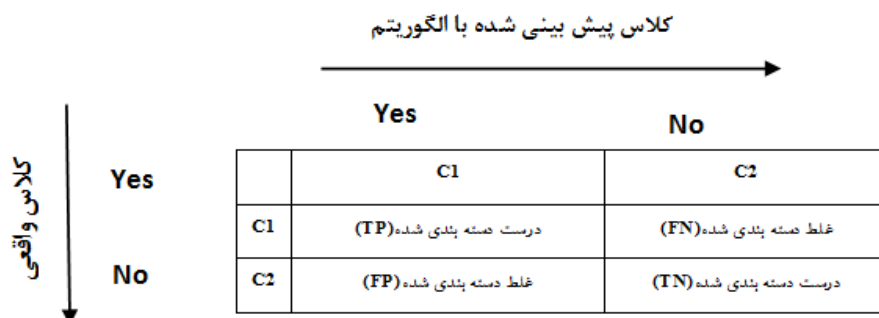 کلاس پیش بینی شده با الگوریتم
Yes
No
کلاس واقعی
Yes
No
C1
C2
C1
درست دسته بندی شده(TP)
غلط دسته بندی شده(FN)
C2
غلط دسته بندی شده(FP)
درست دسته بندی شده(TN)